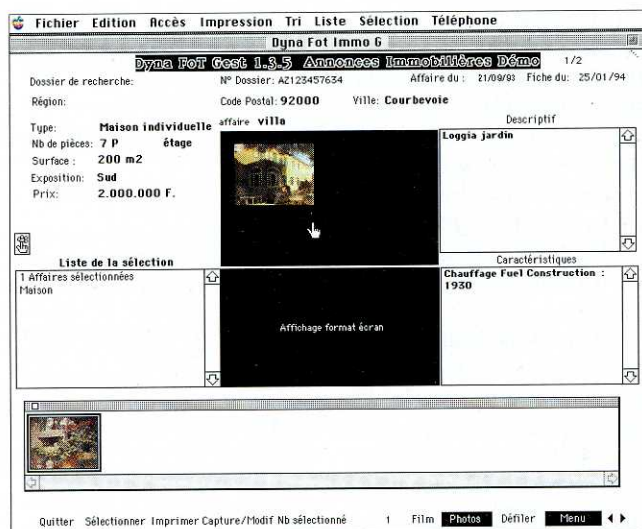 Fichier Edition Accès Impression Tri Liste Sélection Téléphone
Dyna Fot Immo G
Dyna FoT Gest 1.3.5 Annonces Immobilières Démo 1/2
Dossier de recherche: N° Dossier: AZ123457634 Affaire du : 21/09/93 Fiche du: 25/01/94
Région: Code Postal: 92000 Ville: Courbevoie
Type: Maison individuelle affaire villa Descriptif
Nb de pièces: 7 P étage Loggia jardin
Surface : 200 m2
Exposition: Sud
Prix: 2.000.000 F.
Liste de la sélection Caractéristiques
1 Affaires sélectionnées Chauffage Fuel Construction :
Maison 1930
Affichage format écran
Quitter Sélectionner Imprimer Capture/Modif Nb sélectionné 1 Film Photos Défiler Menu